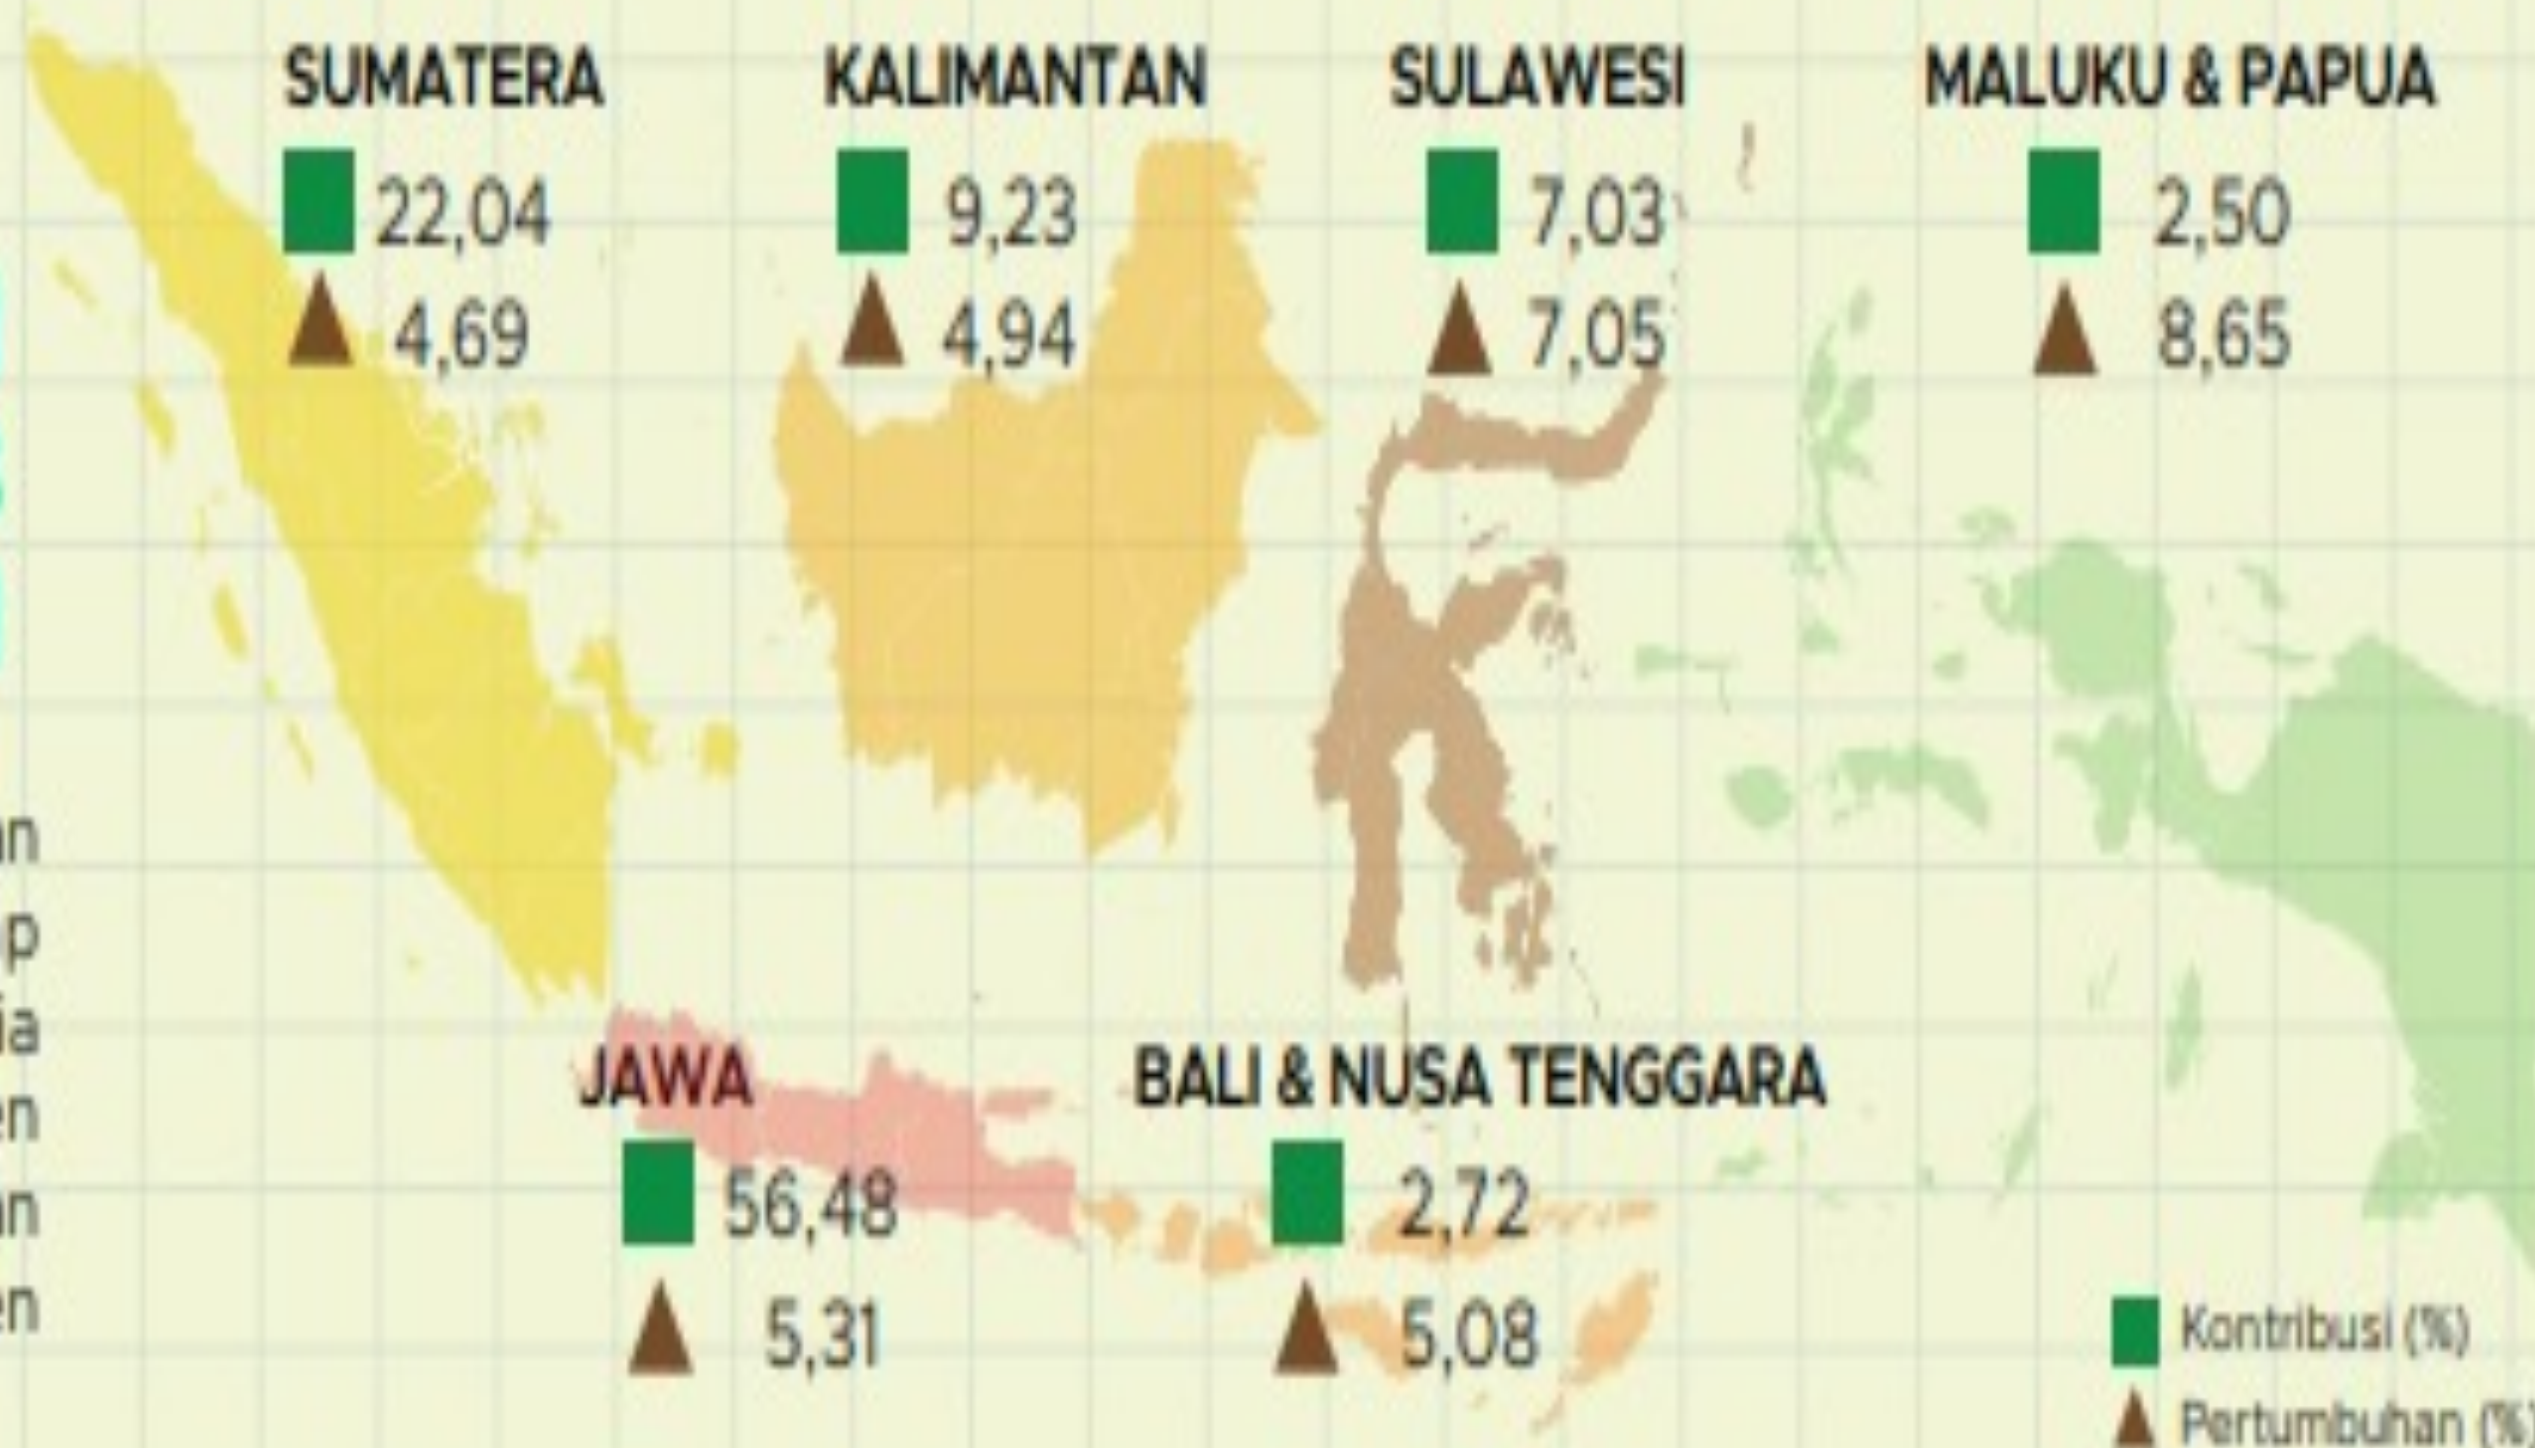 SUMATERA
22,04
4,69
KALIMANTAN
9,23
4,94
SULAWESI
7,03
7,05
MALUKU & PAPUA
2,50
8,65
JAWA
56,48
5,31
BALI & NUSA TENGGARA
2,72
5,08
Kontribusi (%)
Pertumbuhan (%)